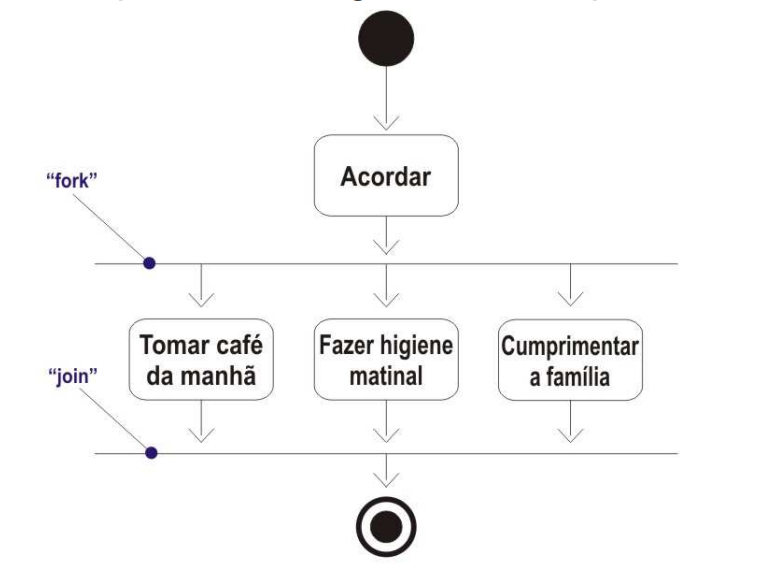 Acordar
“fork”
Tomar café
da manhã
Fazer higiene
matinal
Cumprimentar
a família
“join”